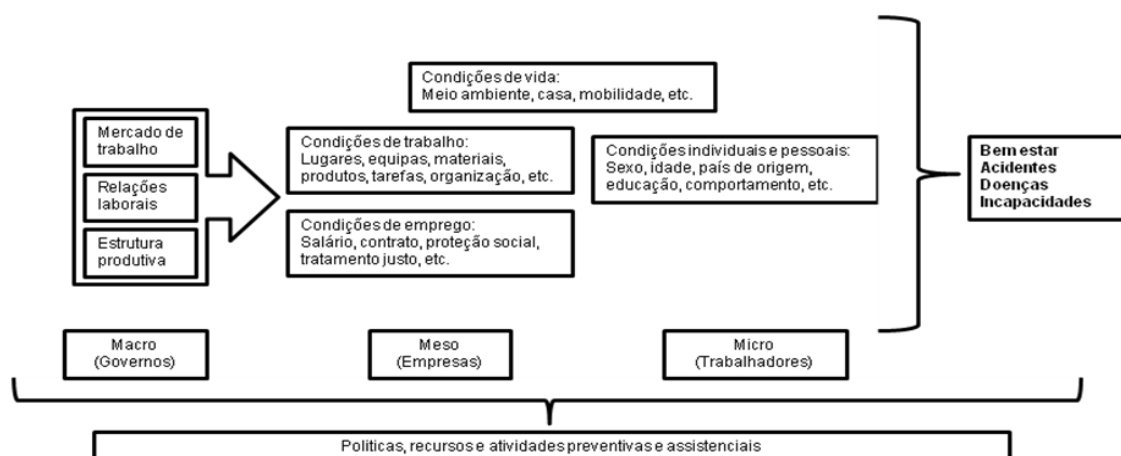 Condições de vida:
Meio ambiente, casa, mobilidade, etc.
Mercado de
trabalho
Relações
laborais
Estrutura
produtiva
Condições de trabalho:
Lugares, equipas, materiais,
produtos, tarefas, organização, etc.
Condições de emprego:
Salário, contrato, proteção social,
tratamento justo, etc.
Condições individuais e pessoais:
Sexo, idade, país de origem,
educação, comportamento, etc.
Bem estar
Acidentes
Doenças
Incapacidades
Macro
(Governos)
Meso
(Empresas)
Micro
(Trabalhadores)
Politicas, recursos e atividades preventivas e assistenciais